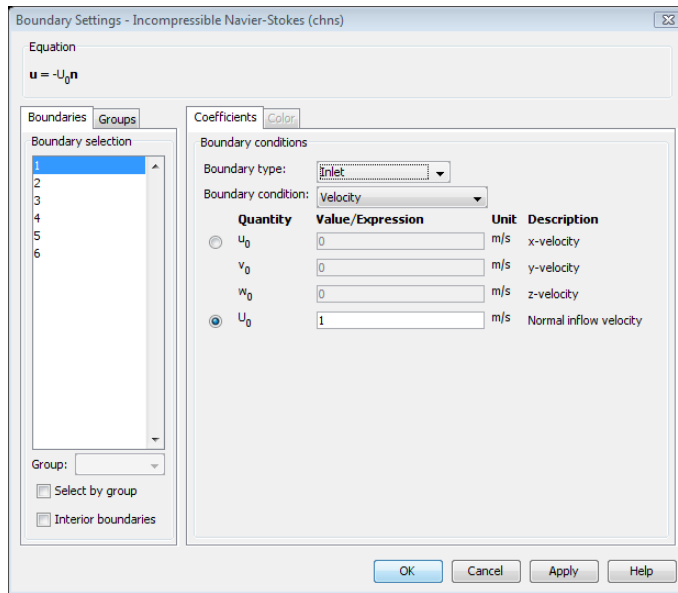 Boundary Settings - Incompressible Navier-Stokes (chns)
Equation
u = -U₀n
Boundaries Groups
Boundary selection
1
2
3
4
5
6
Group:
Select by group
Interior boundaries
Coefficients Color
Boundary conditions
Boundary type: Inlet
Boundary condition: Velocity
Quantity Value/Expression Unit Description
u₀ 0 m/s x-velocity
v₀ 0 m/s y-velocity
w₀ 0 m/s z-velocity
U₀ 1 m/s Normal inflow velocity
OK Cancel Apply Help